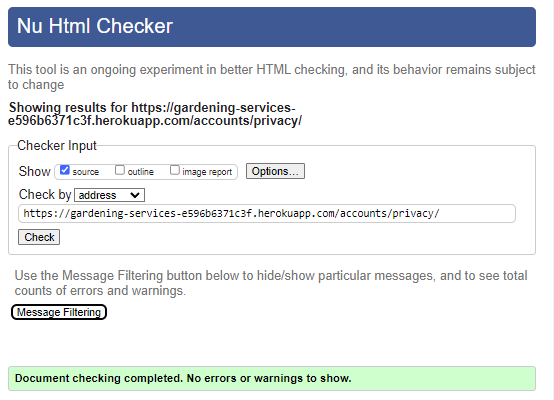 Nu Html Checker
This tool is an ongoing experiment in better HTML checking, and its behavior remains subject
to change
Showing results for https://gardening-services-
e596b6371c3f.herokuapp.com/accounts/privacy/
Checker Input
Show source outline image report Options...
Check by address
https://gardening-services-e596b6371c3f.herokuapp.com/accounts/privacy/
Check
Use the Message Filtering button below to hide/show particular messages, and to see total
counts of errors and warnings.
Message Filtering
Document checking completed. No errors or warnings to show.